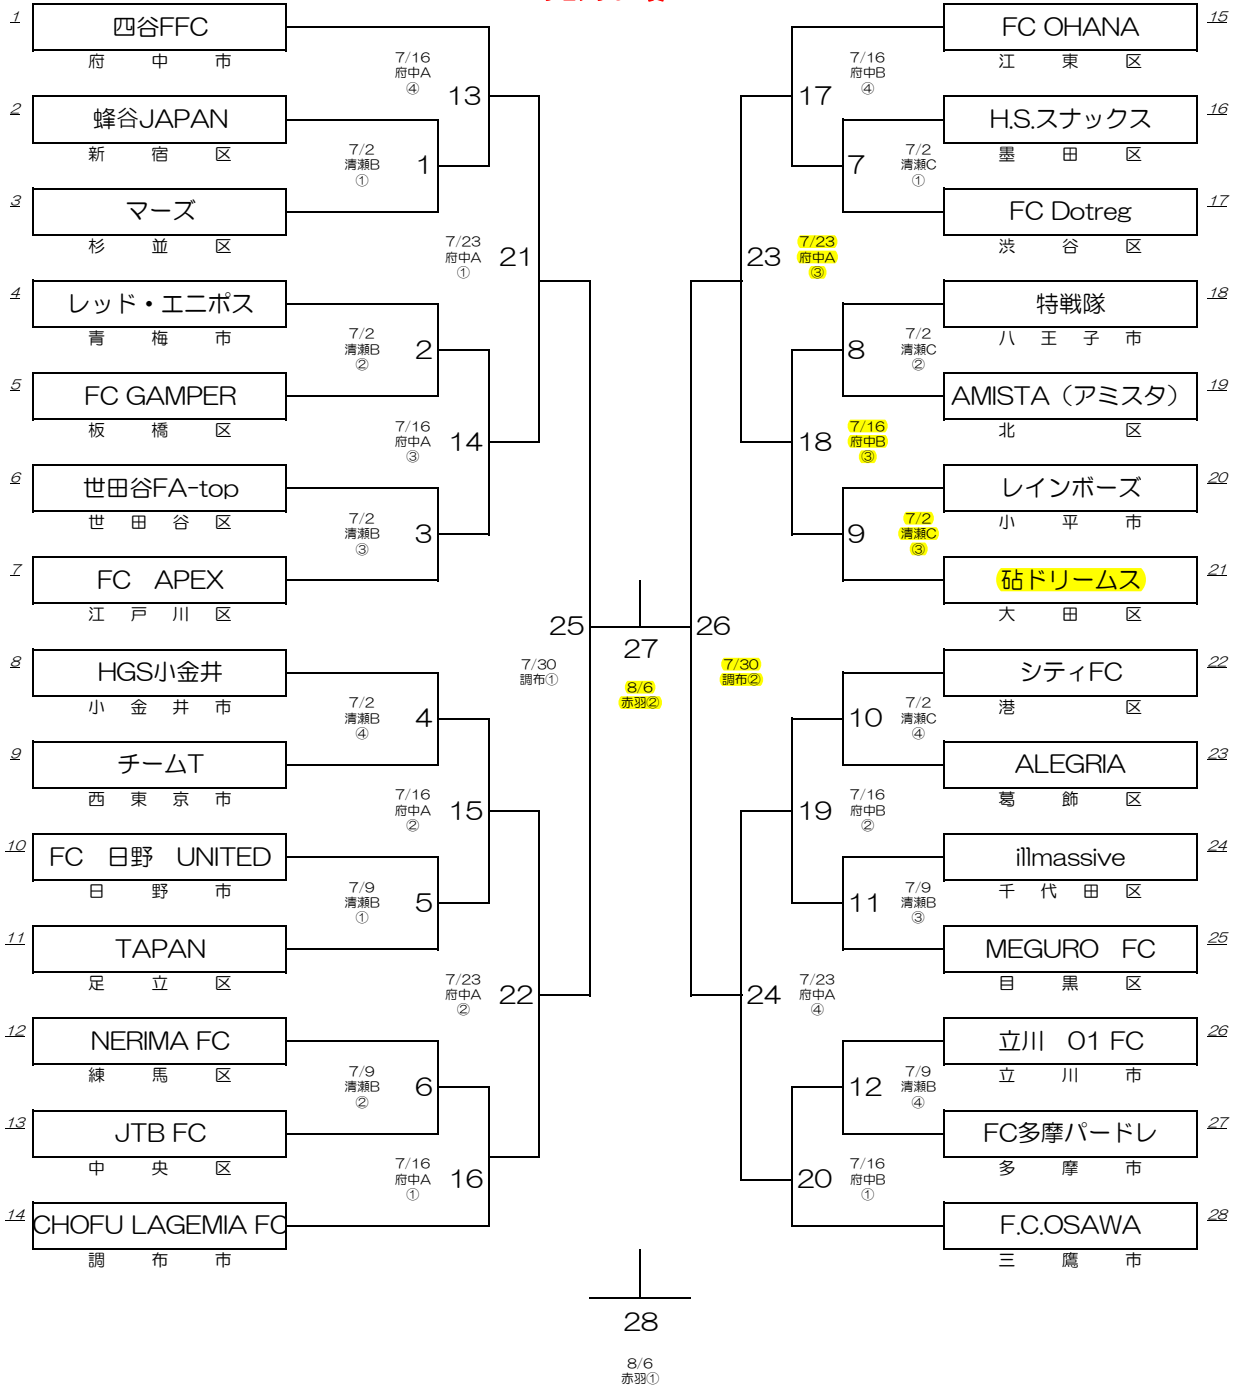 1
四谷FFC
府中市
2
蜂谷JAPAN
新宿区
3
マーズ
杉並区
4
レッド・エニポス
青梅市
5
FC GAMPER
板橋区
6
世田谷FA-top
世田谷区
7
FC　APEX
江戸川区
8
HGS小金井
小金井市
9
チームT
西東京市
10
FC　日野　UNITED
日野市
11
TAPAN
足立区
12
NERIMA FC
練馬区
13
JTB FC
中央区
14
CHOFU LAGEMIA FC
調布市
7/16
府中A
④
13
7/2
清瀬B
①
1
7/23
府中A
①
21
7/2
清瀬B
②
2
7/16
府中A
③
14
7/2
清瀬B
③
3
25
7/30
調布①
7/2
清瀬B
④
4
7/16
府中A
②
15
7/9
清瀬B
①
5
7/23
府中A
②
22
7/9
清瀬B
②
6
7/16
府中A
①
16
27
8/6
赤羽②
28
8/6
赤羽①
17
7/16
府中B
④
7
7/2
清瀬C
①
23
7/23
府中A
③
8
7/2
清瀬C
②
18
7/16
府中B
③
9
7/2
清瀬C
③
26
7/30
調布②
10
7/2
清瀬C
④
19
7/16
府中B
②
11
7/9
清瀬B
③
24
7/23
府中A
④
12
7/9
清瀬B
④
20
7/16
府中B
①
15
FC OHANA
江東区
16
H.S.スナックス
墨田区
17
FC Dotreg
渋谷区
18
特戦隊
八王子市
19
AMISTA（アミスタ）
北区
20
レインボーズ
小平市
21
砧ドリームス
大田区
22
シティFC
港区
23
ALEGRIA
葛飾区
24
illmassive
千代田区
25
MEGURO　FC
目黒区
26
立川　01 FC
立川市
27
FC多摩パードレ
多摩市
28
F.C.OSAWA
三鷹市